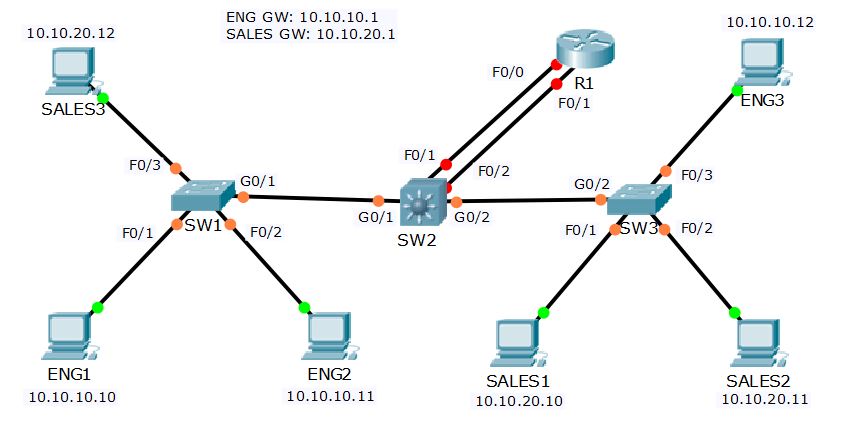 ENG GW: 10.10.10.1
SALES GW: 10.10.20.1
10.10.20.12
SALES3
10.10.10.12
ENG3
R1
F0/0
F0/1
F0/1
F0/2
F0/3
G0/1
SW1
F0/1
F0/2
G0/1
G0/2
SW2
G0/2
F0/3
SW3
F0/1
F0/2
ENG1
10.10.10.10
ENG2
10.10.10.11
SALES1
10.10.20.10
SALES2
10.10.20.11